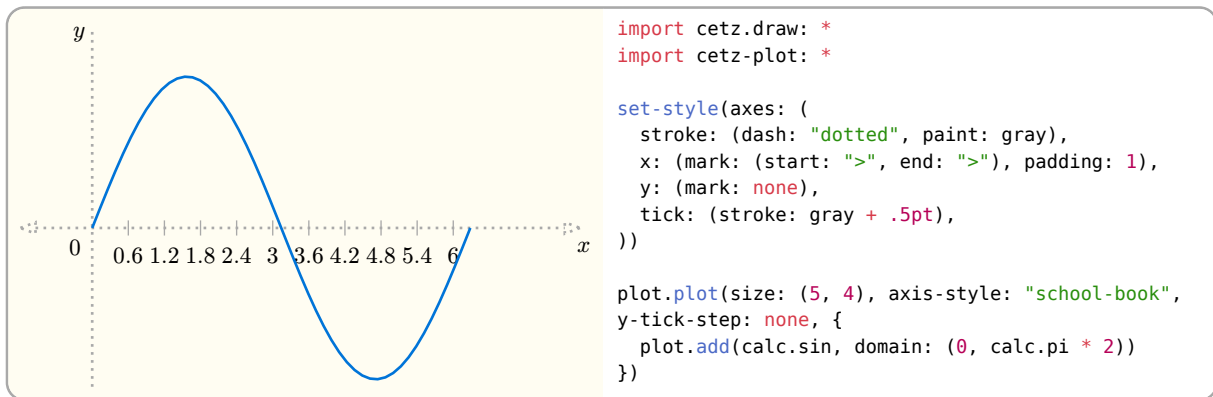 y
0
0.6 1.2 1.8 2.4 3 3.6 4.2 4.8 5.4 6
x
import cetz.draw: *
import cetz-plot: *
set-style(axes: (
  stroke: (dash: "dotted", paint: gray),
  x: (mark: (start: ">", end: ">"), padding: 1),
  y: (mark: none),
  tick: (stroke: gray + .5pt),
))
plot.plot(size: (5, 4), axis-style: "school-book",
y-tick-step: none, {
  plot.add(calc.sin, domain: (0, calc.pi * 2))
})